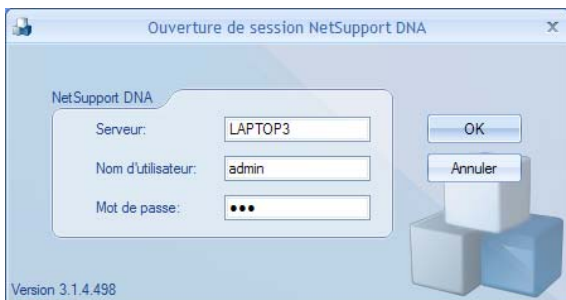 Ouverture de session NetSupport DNA
NetSupport DNA
Serveur: LAPTOP3
OK
Nom d'utilisateur: admin
Annuler
Mot de passe: •••
Version 3.1.4.498